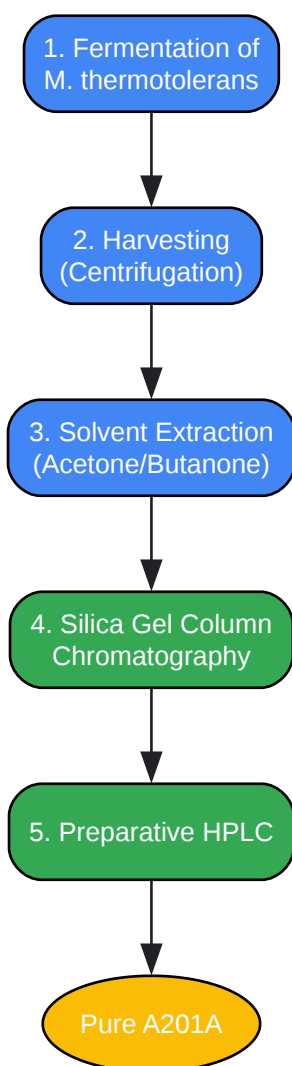 1. Fermentation of
M. thermotolerans
2. Harvesting
(Centrifugation)
3. Solvent Extraction
(Acetone/Butanone)
4. Silica Gel Column
Chromatography
5. Preparative HPLC
Pure A201A